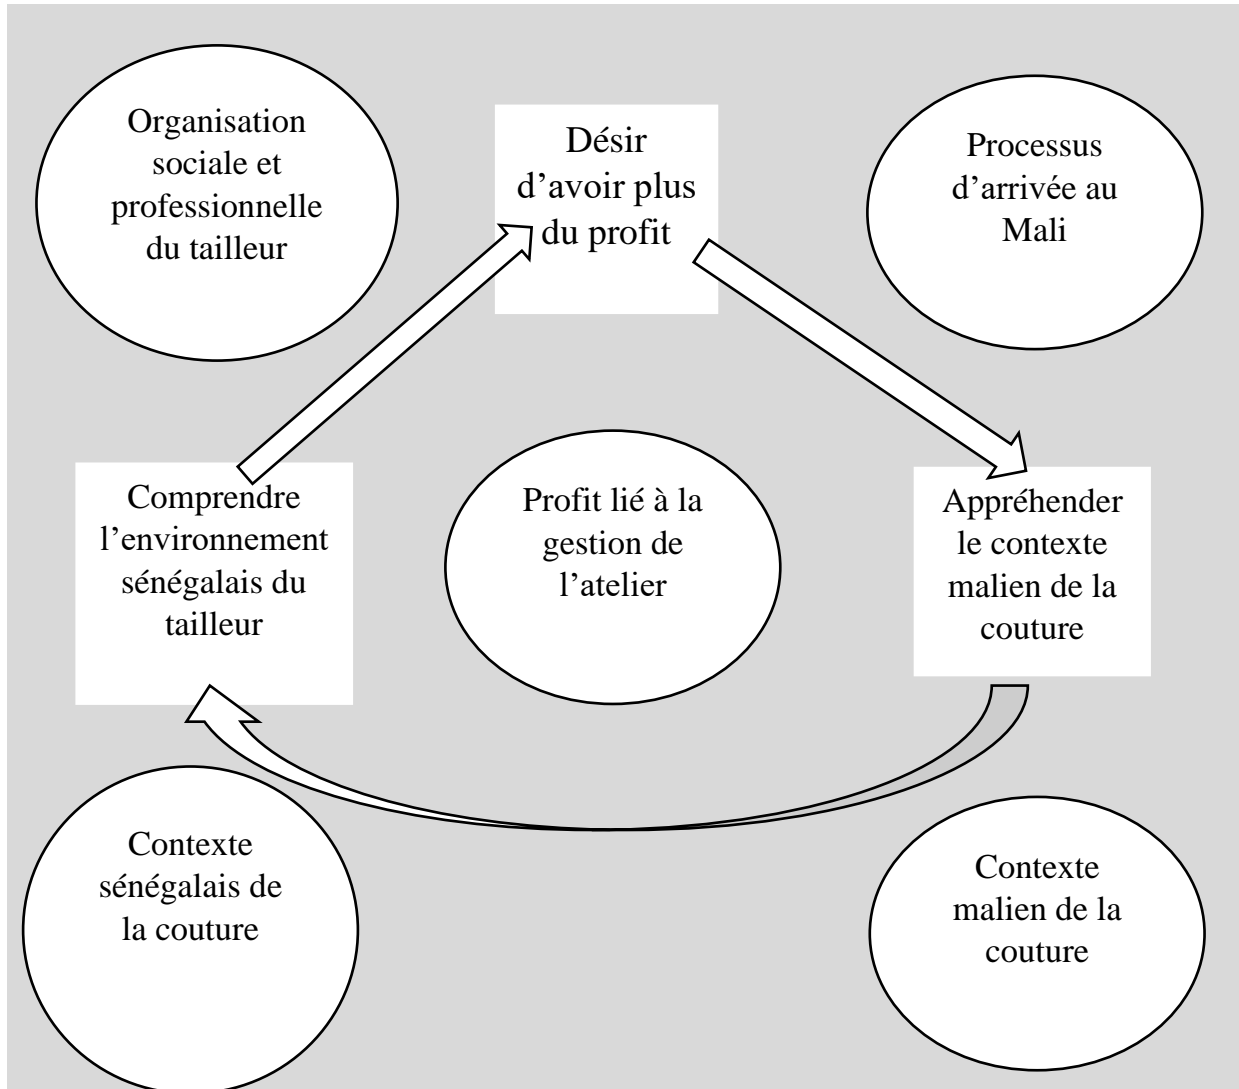 Organisation
sociale et
professionnelle
du tailleur
Désir
d’avoir plus
du profit
Processus
d’arrivée au
Mali
Comprendre
l’environnement
sénégalais du
tailleur
Profit lié à la
gestion de
l’atelier
Appréhender
le contexte
malien de la
couture
Contexte
sénégalais de
la couture
Contexte
malien de la
couture